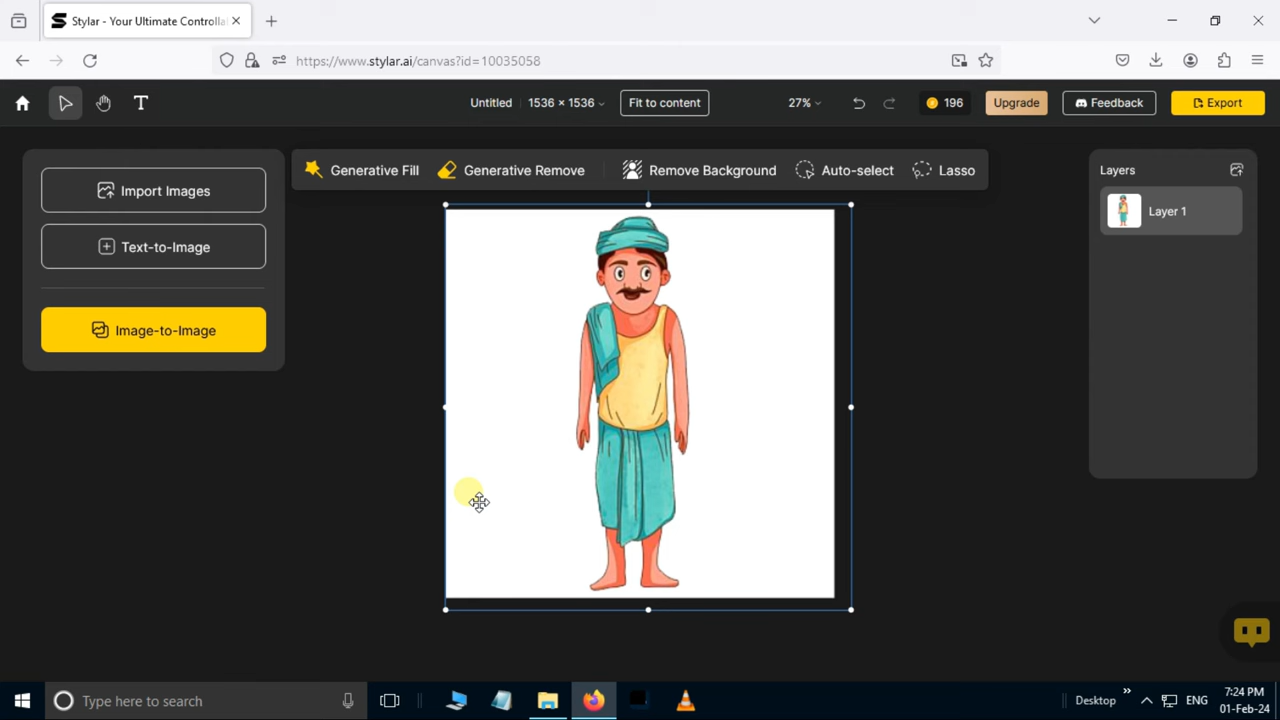 Stylar - Your Ultimate Controlla
https://www.stylar.ai/canvas?id=10035058
Untitled
1536 × 1536
Fit to content
27%
196
Upgrade
Feedback
Export
Import Images
Text-to-Image
Image-to-Image
Generative Fill
Generative Remove
Remove Background
Auto-select
Lasso
Layers
Layer 1
Type here to search
Desktop
ENG
7:24 PM
01-Feb-24